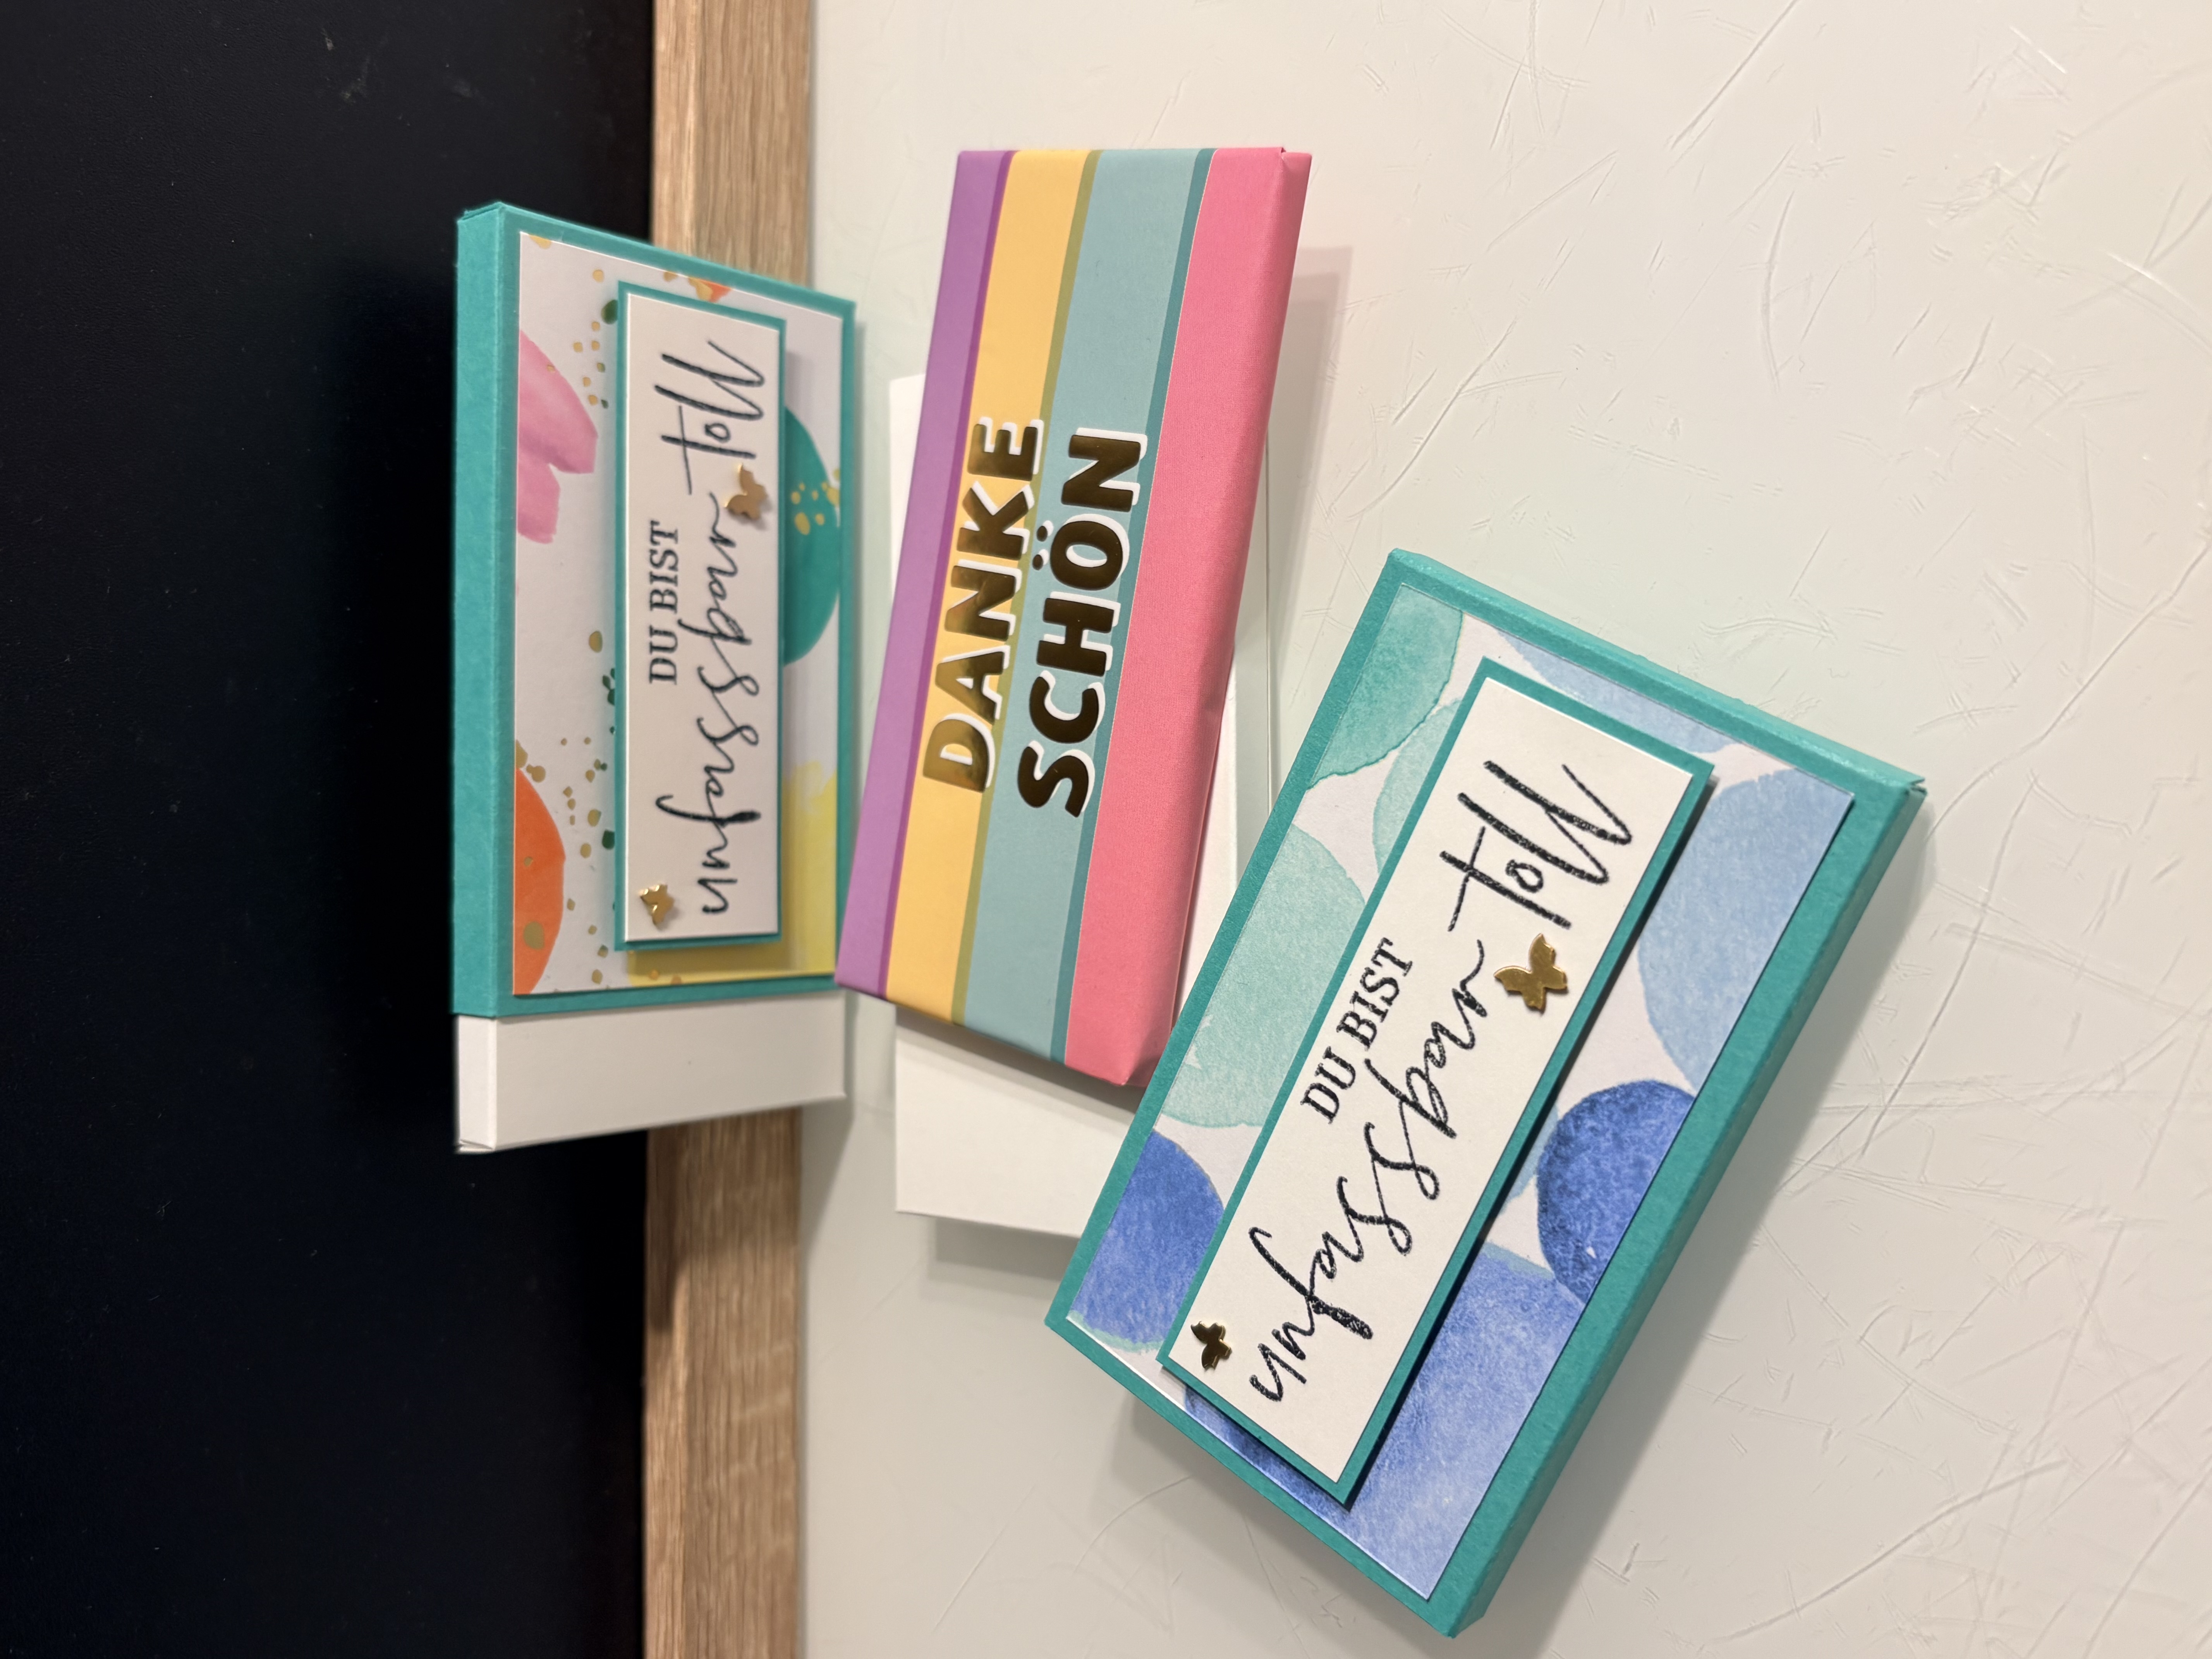 DU BIST
unfassbar toll
DANKE
SCHÖN
DU BIST
unfassbar toll